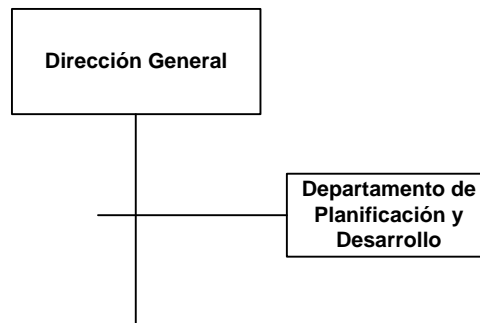 Dirección General
Departamento de
Planificación y
Desarrollo